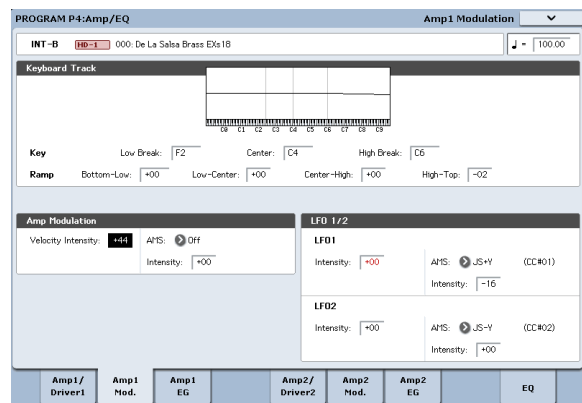 PROGRAM P4:Amp/EQ Amp1 Modulation
INT-B HD-1 000: De La Salsa Brass EXs18 ♩ = 100.00
Keyboard Track
C0 C1 C2 C3 C4 C5 C6 C7 C8 C9
Key Low Break: F2 Center: C4 High Break: C6
Ramp Bottom-Low: +00 Low-Center: +00 Center-High: +00 High-Top: -02
Amp Modulation
Velocity Intensity: +44 AMS: Off
Intensity: +00
LFO 1/2
LFO1
Intensity: +00 AMS: JS+Y (CC#01)
Intensity: -16
LFO2
Intensity: +00 AMS: JS-Y (CC#02)
Intensity: +00
Amp1/ Driver1
Amp1 Mod.
Amp1 EG
Amp2/ Driver2
Amp2 Mod.
Amp2 EG
EQ